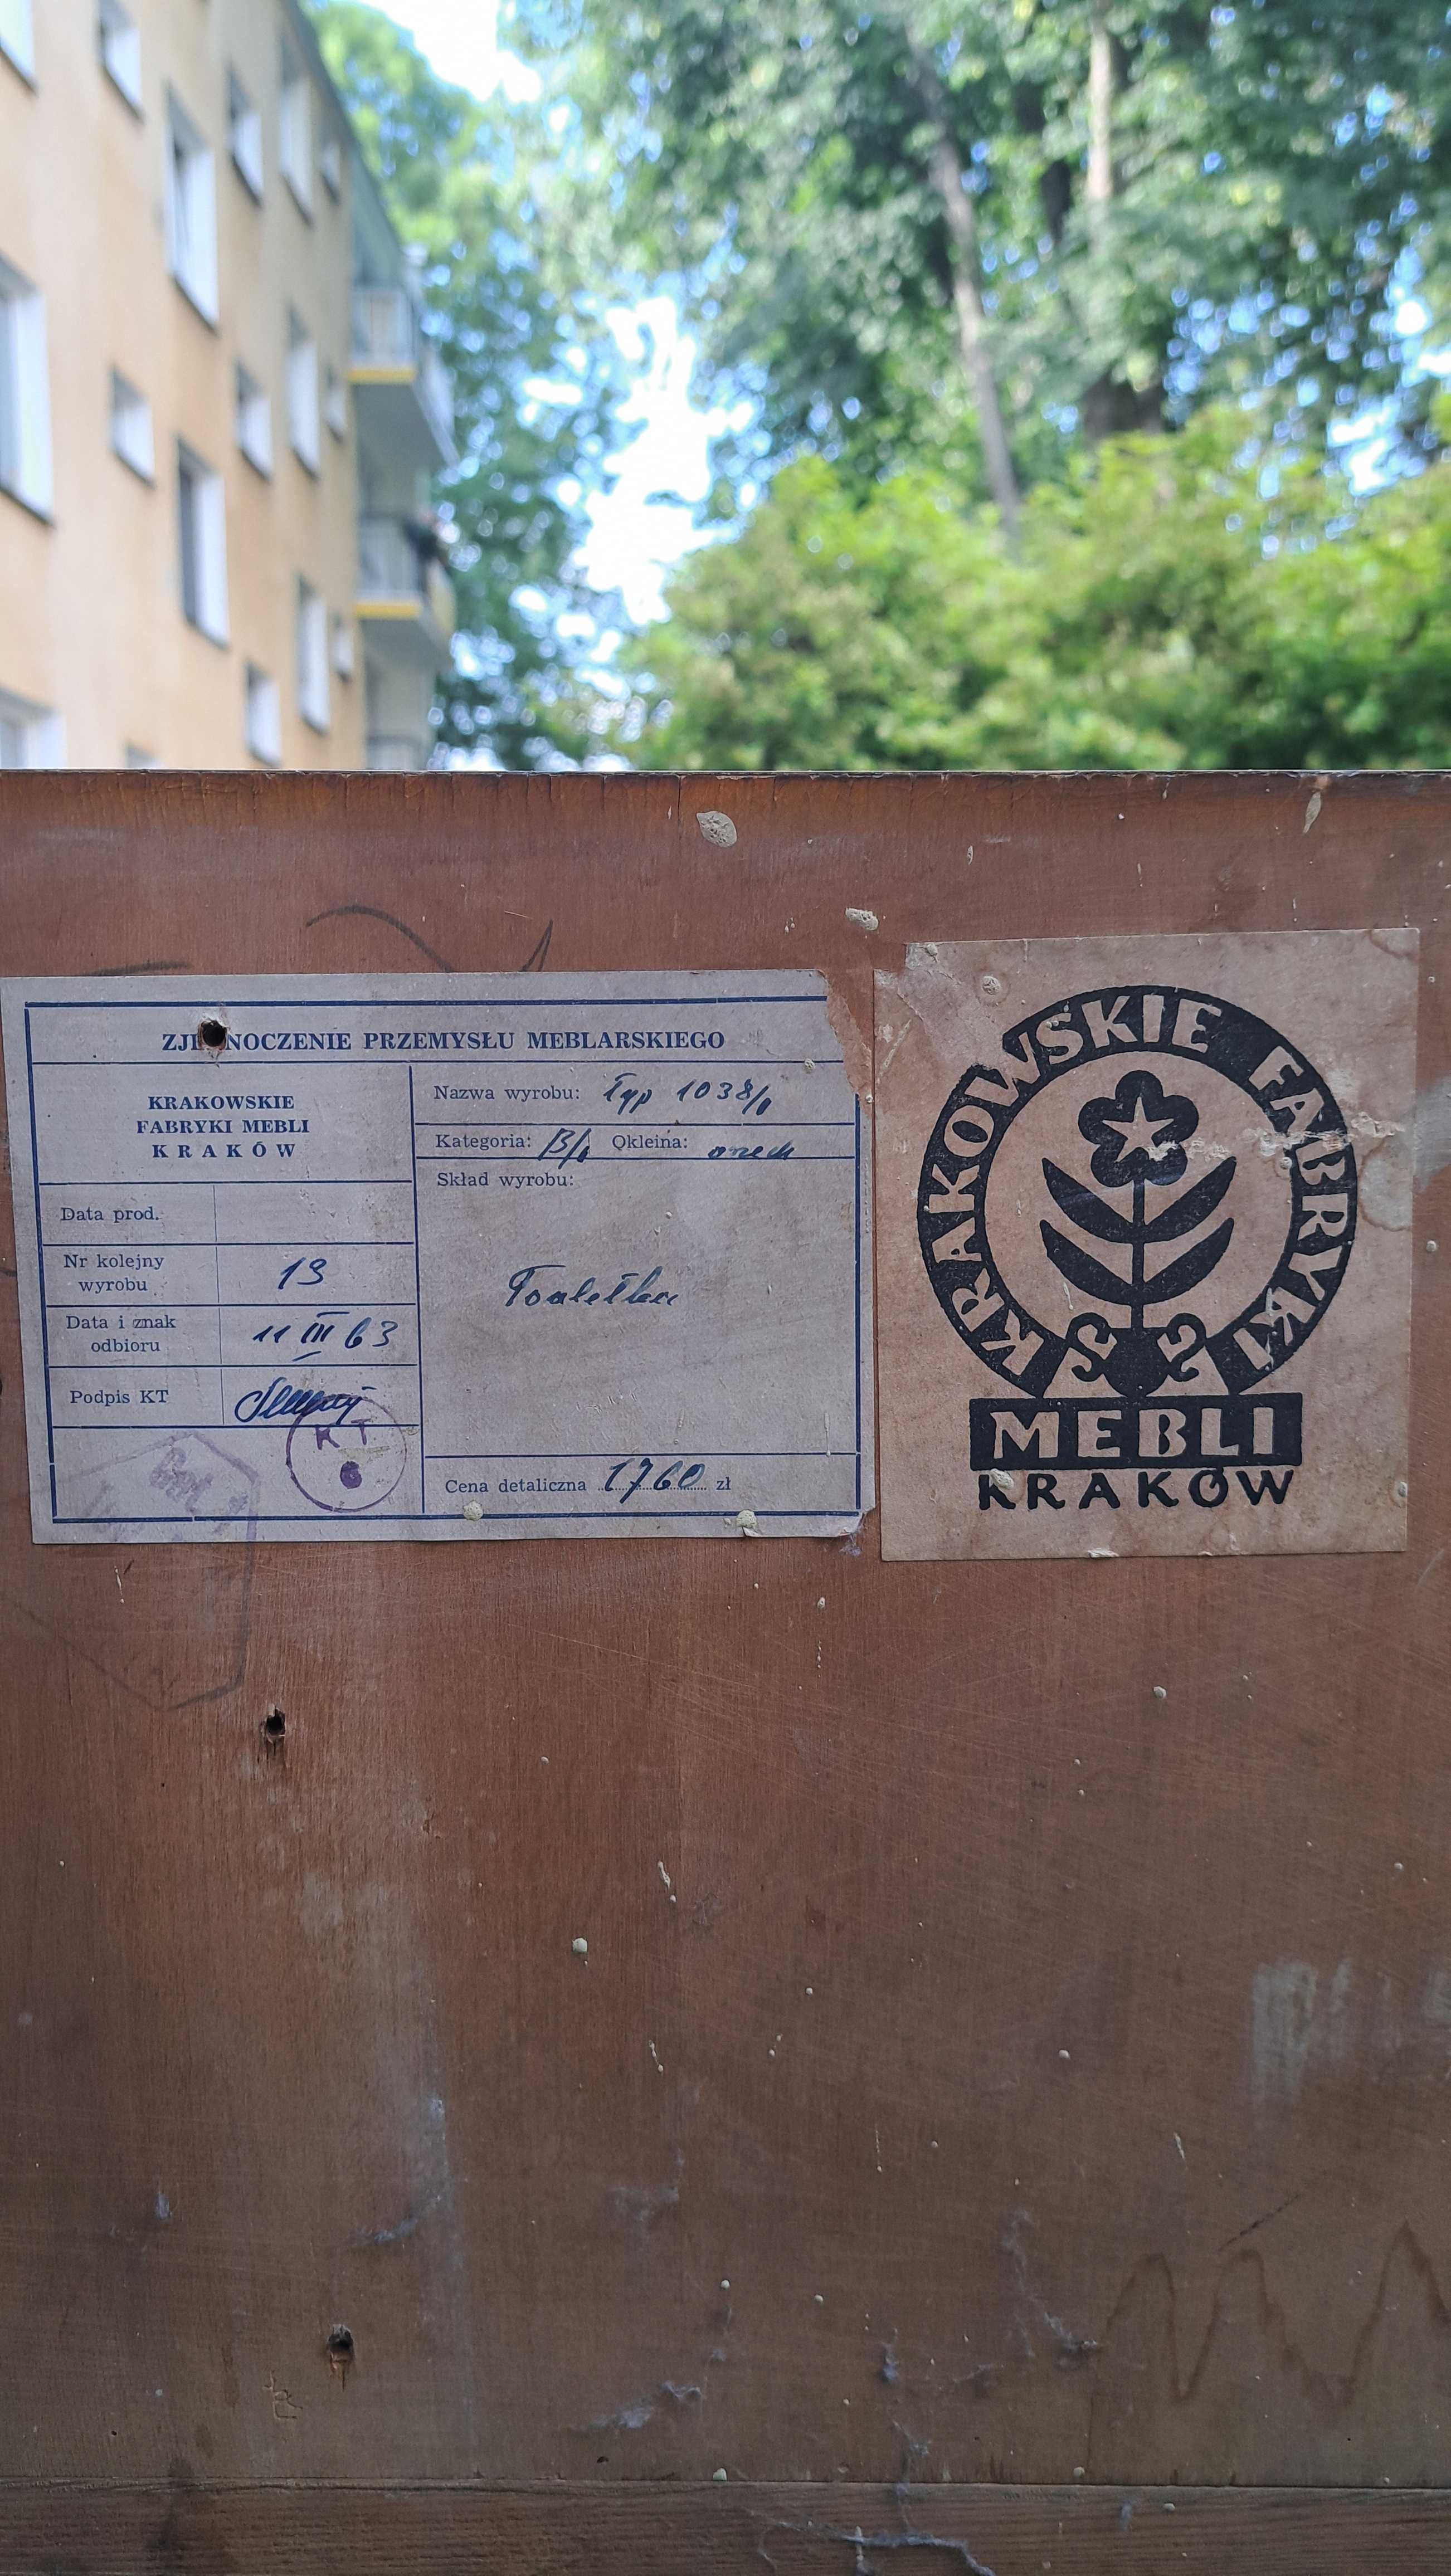 ZJEDNOCZENIE PRZEMYSŁU MEBLARSKIEGO
KRAKOWSKIE
FABRYKI MEBLI
KRAKÓW
Data prod.
Nr kolejny
wyrobu
13
Data i znak
odbioru
11 III 63
Podpis KT
KT
6
Nazwa wyrobu: typ 1038/1
Kategoria: B/1 Okleina: orzech
Skład wyrobu:
Toaletka
Cena detaliczna 1760 zł
KRAKOWSKIE FABRYKI
MEBLI
KRAKÓW